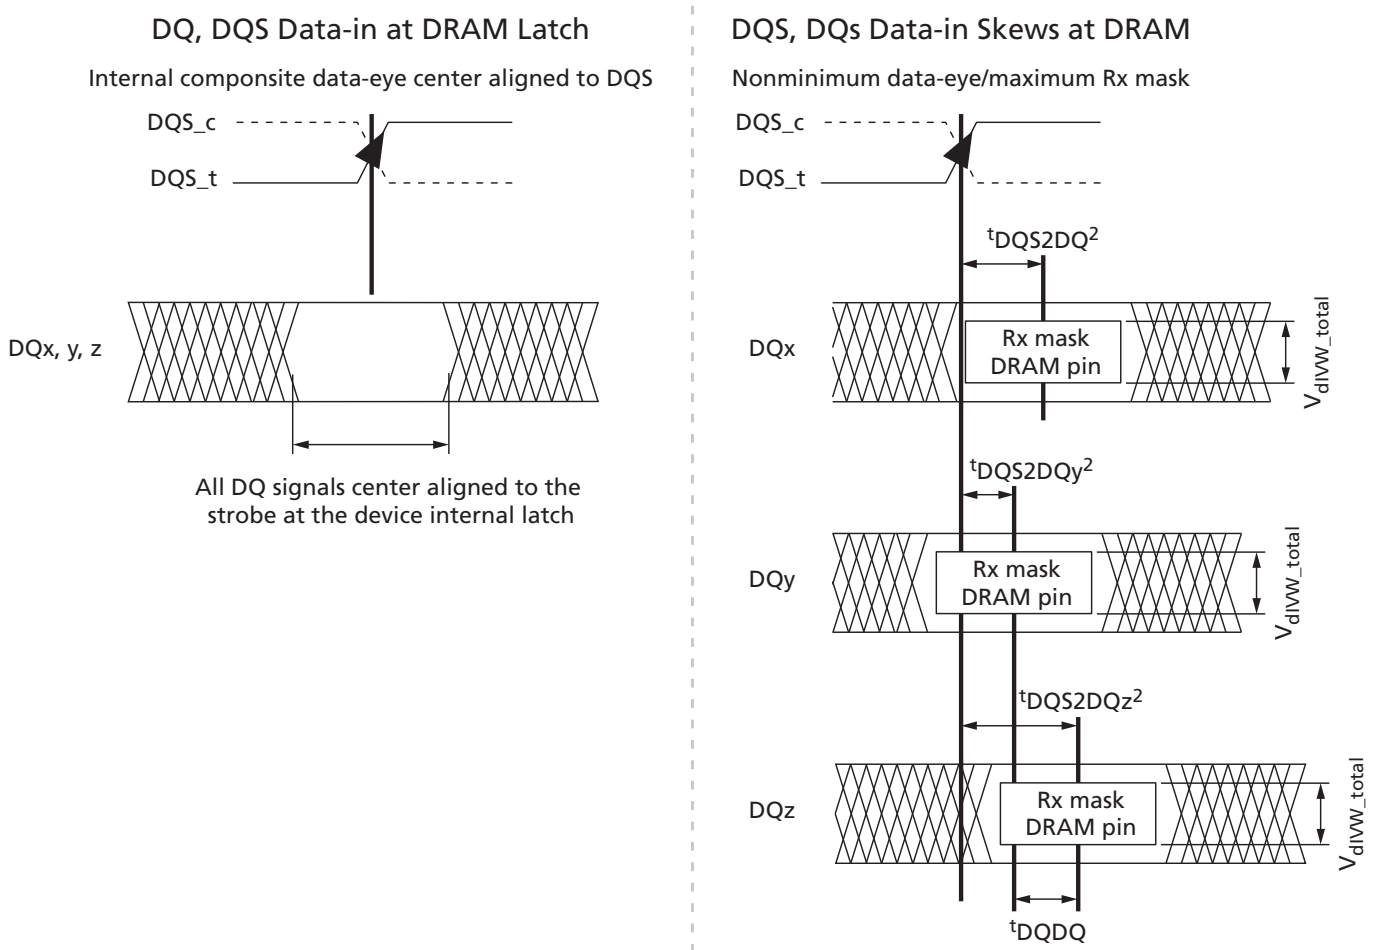 DQ, DQS Data-in at DRAM Latch
Internal componsite data-eye center aligned to DQS
DQS_c
DQS_t
DQx, y, z
All DQ signals center aligned to the
strobe at the device internal latch
DQS, DQs Data-in Skews at DRAM
Nonminimum data-eye/maximum Rx mask
DQS_c
DQS_t
tDQS2DQ2
DQx
Rx mask
DRAM pin
VdIVW_total
tDQS2DQy2
DQy
Rx mask
DRAM pin
VdIVW_total
tDQS2DQz2
DQz
Rx mask
DRAM pin
VdIVW_total
tDQDQ